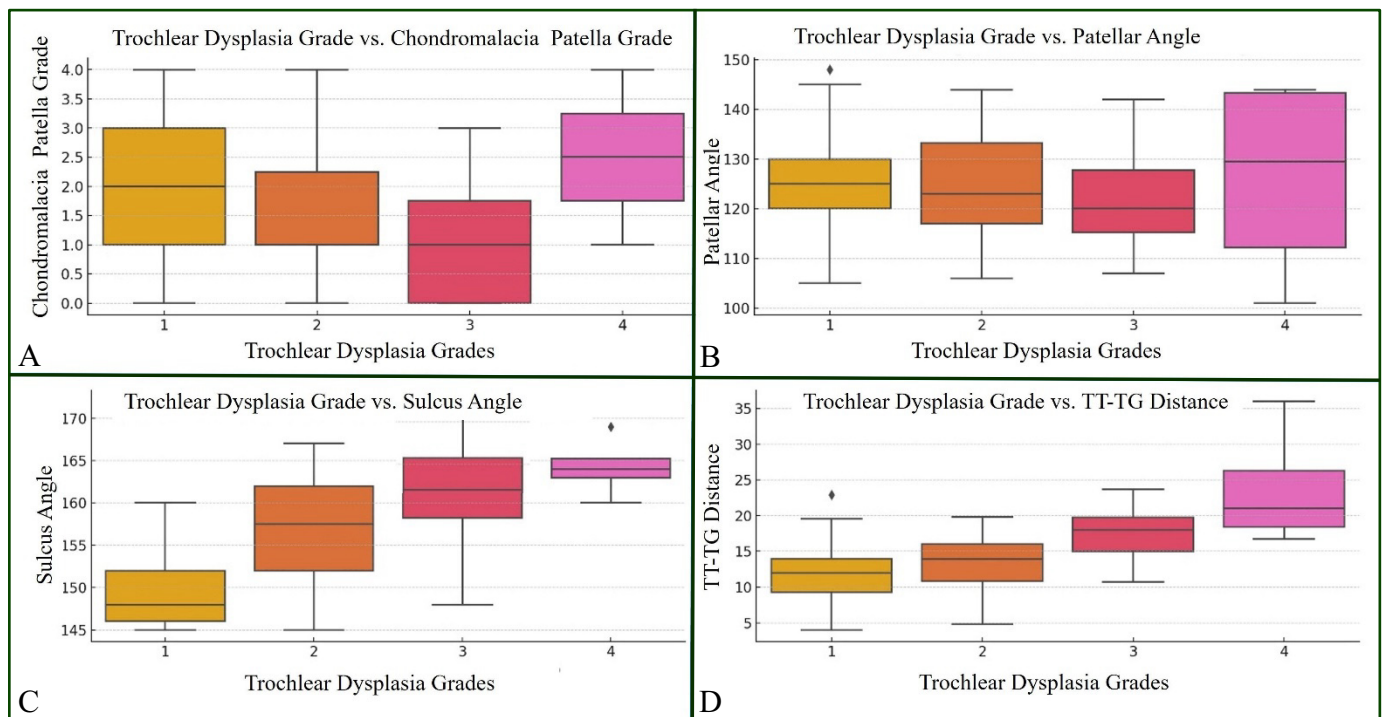 Trochlear Dysplasia Grade vs. Chondromalacia Patella Grade
Chondromalacia Patella Grade
4.0
3.5
3.0
2.5
2.0
1.5
1.0
0.5
0.0
1 2 3 4
Trochlear Dysplasia Grades
A
Trochlear Dysplasia Grade vs. Patellar Angle
Patellar Angle
150
140
130
120
110
100
1 2 3 4
Trochlear Dysplasia Grades
B
Trochlear Dysplasia Grade vs. Sulcus Angle
Sulcus Angle
170
165
160
155
150
145
1 2 3 4
Trochlear Dysplasia Grades
C
Trochlear Dysplasia Grade vs. TT-TG Distance
TT-TG Distance
35
30
25
20
15
10
5
1 2 3 4
Trochlear Dysplasia Grades
D